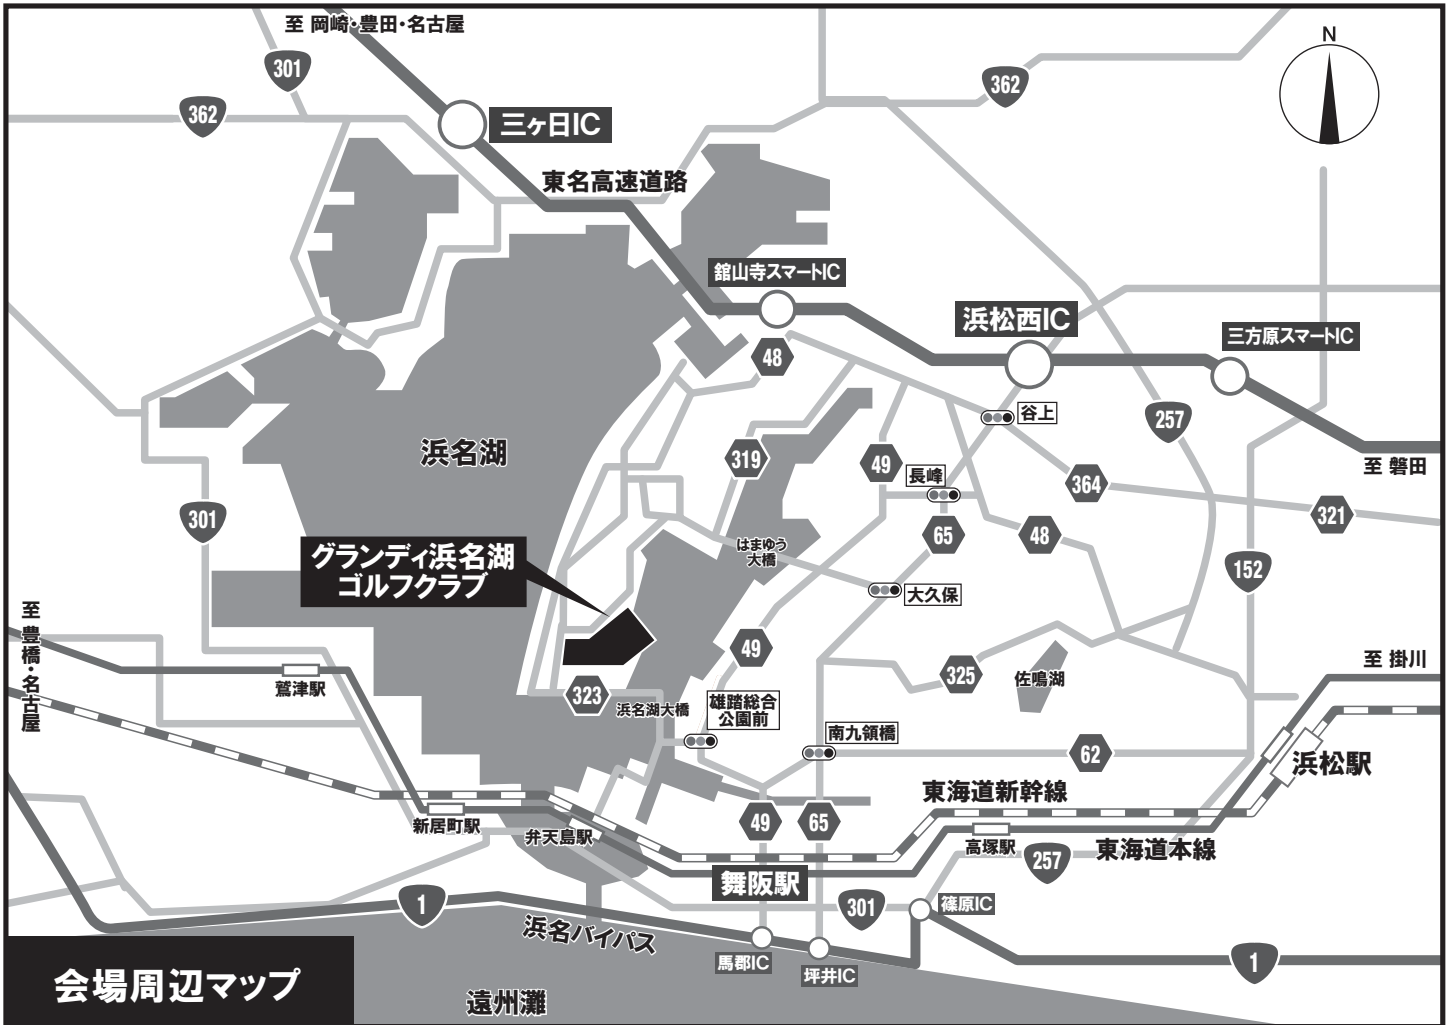 至 岡崎・豊田・名古屋
N
301
362
362
三ヶ日IC
東名高速道路
舘山寺スマートIC
浜松西IC
三方原スマートIC
48
谷上
257
至 磐田
浜名湖
319
49
長峰
364
321
301
65
48
はまゆう
大橋
152
グランディ浜名湖
ゴルフクラブ
大久保
至 豊橋・名古屋
49
至 掛川
鷲津駅
323
浜名湖大橋
雄踏総合
公園前
325
佐鳴湖
南九領橋
62
浜松駅
東海道新幹線
新居町駅
弁天島駅
49
65
高塚駅
東海道本線
257
舞阪駅
1
301
篠原IC
浜名バイパス
馬郡IC
坪井IC
1
会場周辺マップ
遠州灘